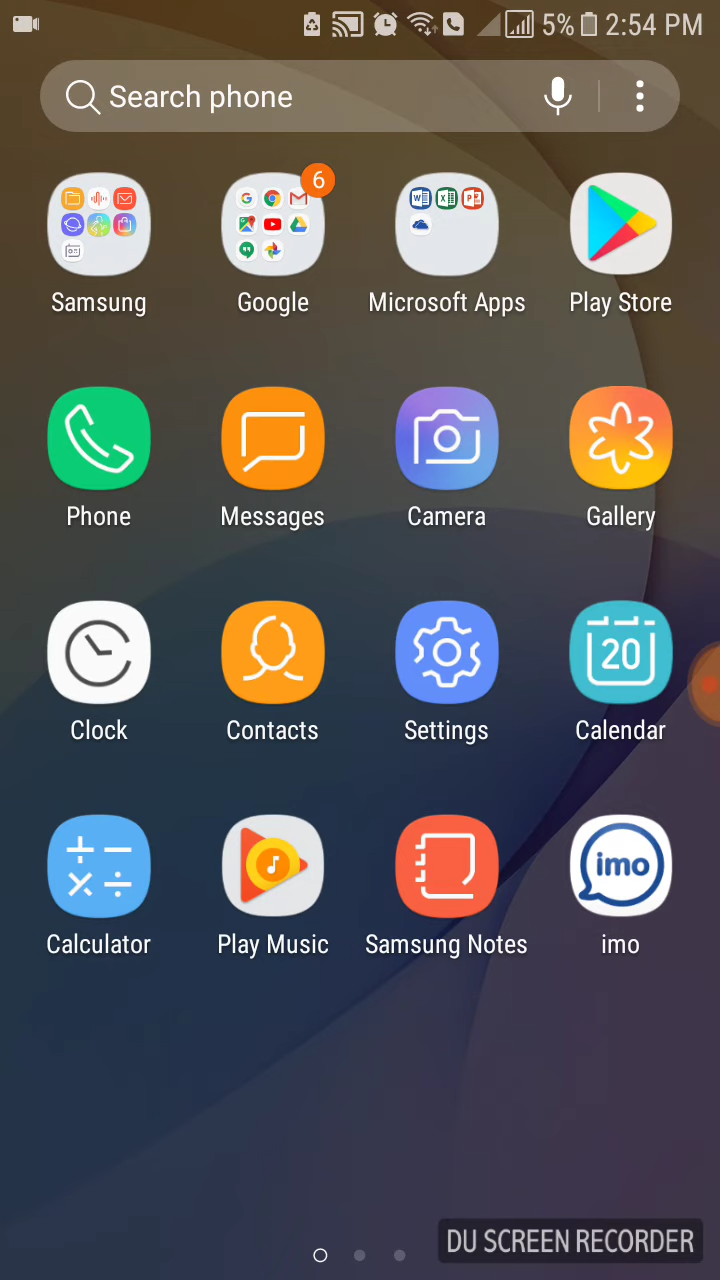 5% 2:54 PM
Search phone
6
Samsung Google Microsoft Apps Play Store
Phone Messages Camera Gallery
20
Clock Contacts Settings Calendar
imo
Calculator Play Music Samsung Notes imo
DU SCREEN RECORDER